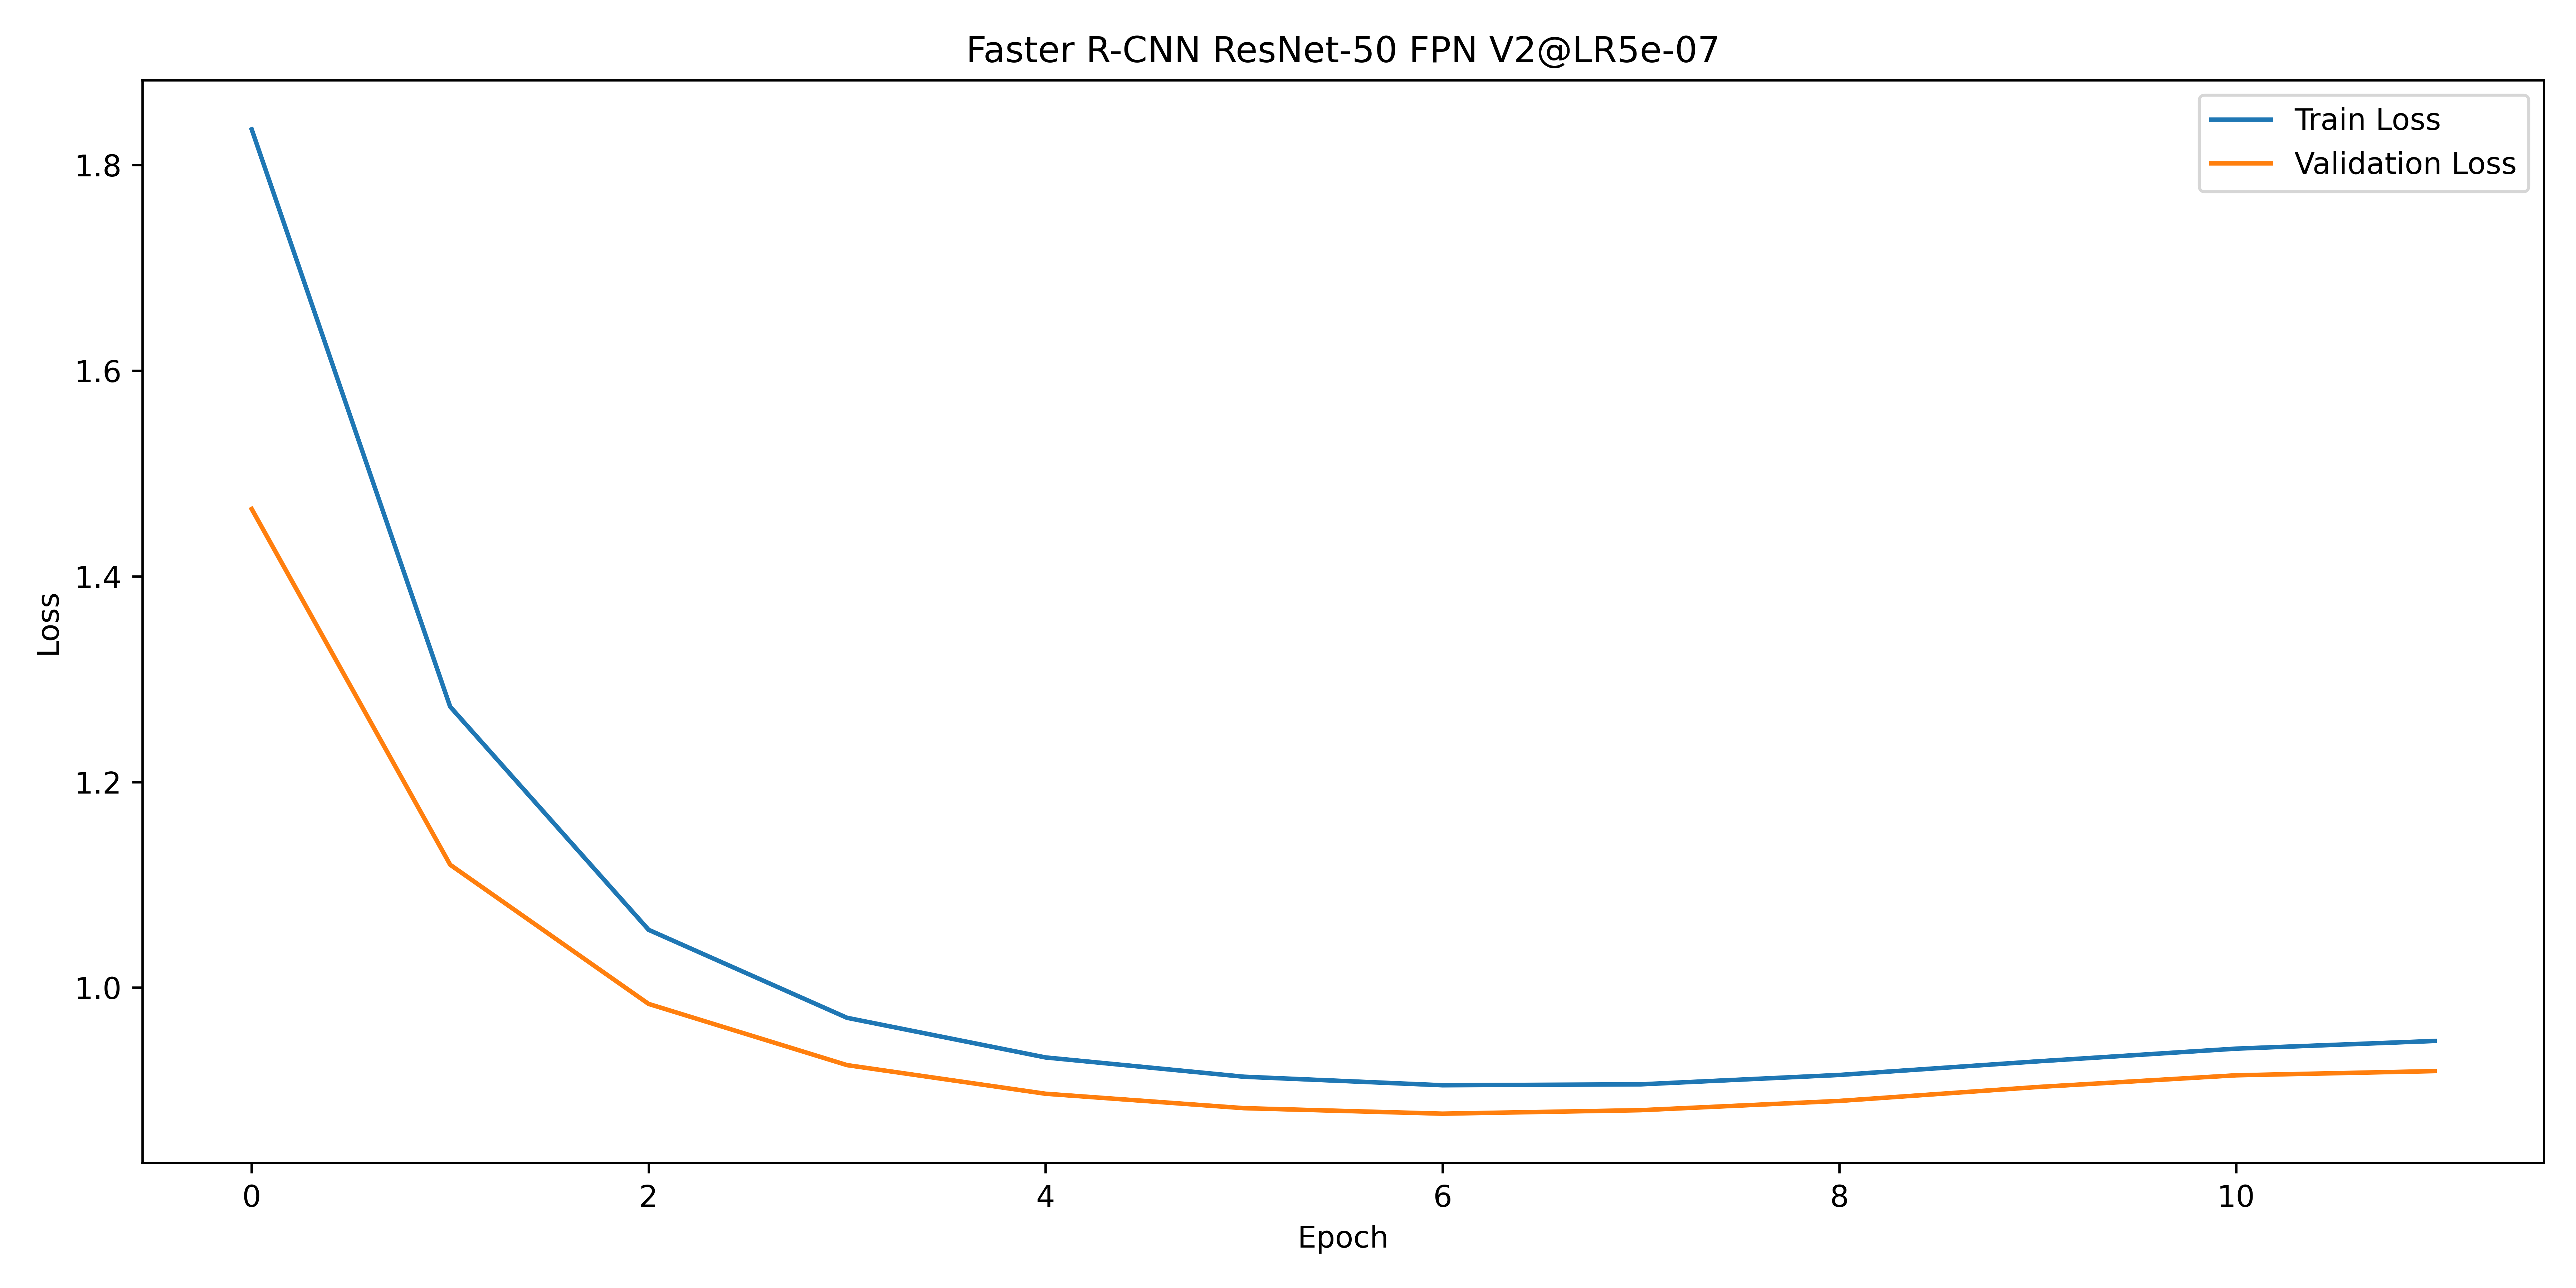 Faster R-CNN ResNet-50 FPN V2@LR5e-07
Train Loss
Validation Loss
1.8
1.6
1.4
1.2
1.0
Loss
0 2 4 6 8 10
Epoch